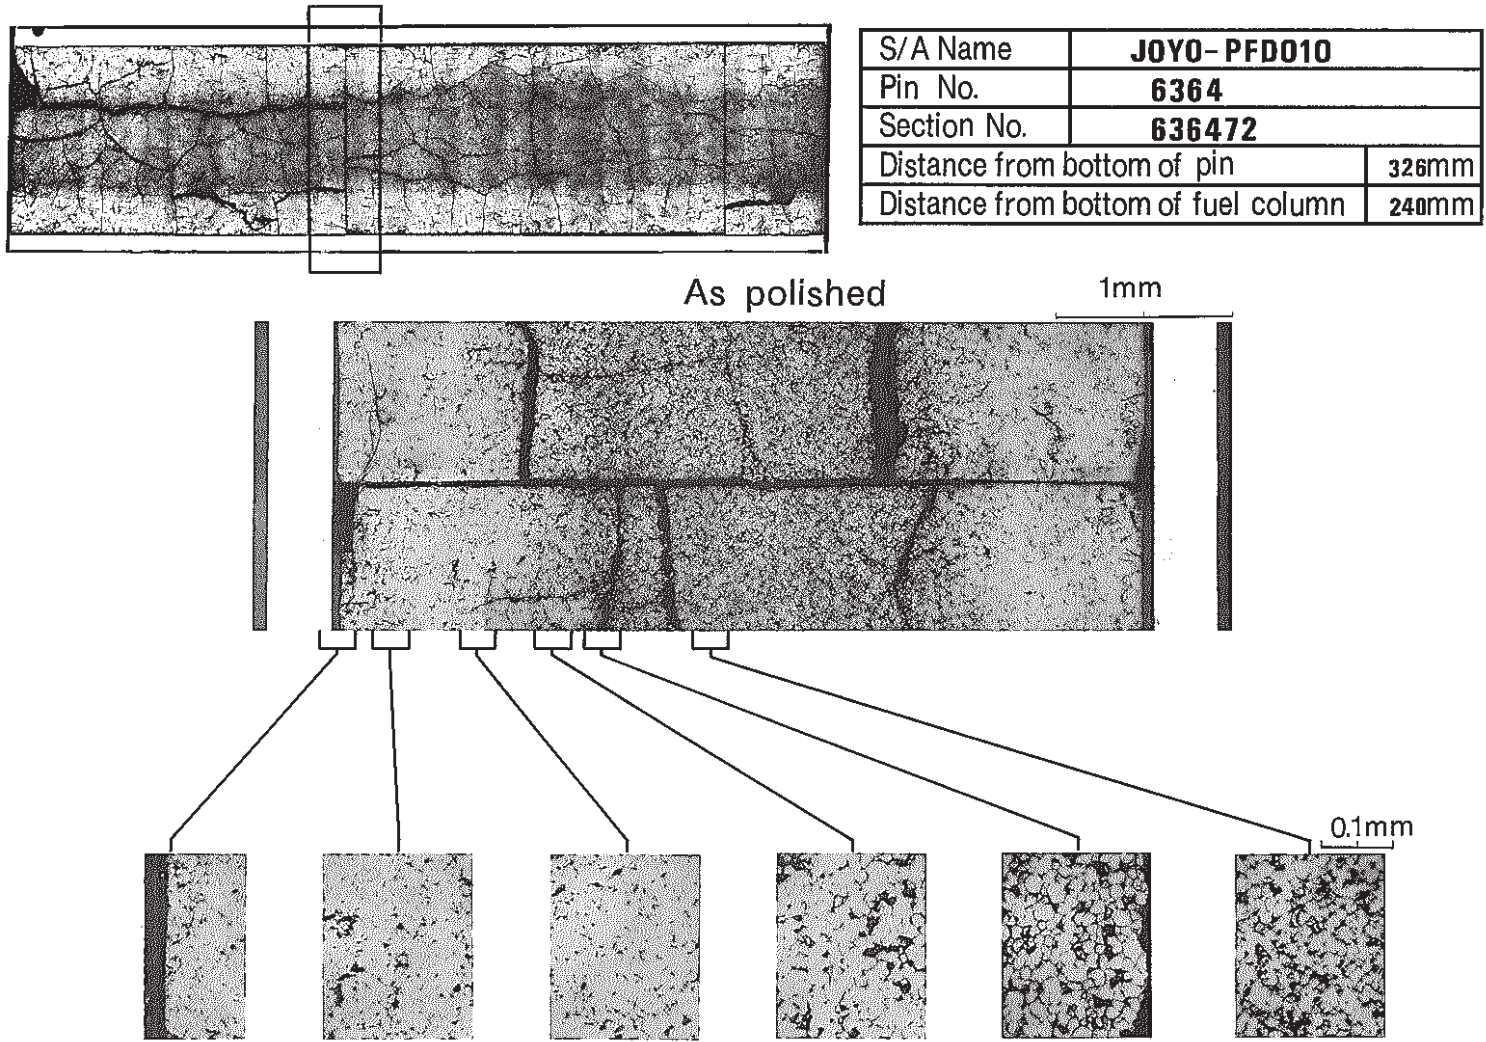 S/A Name JOYO-PFD010
Pin No. 6364
Section No. 636472
Distance from bottom of pin 326mm
Distance from bottom of fuel column 240mm
As polished
1mm
0.1mm